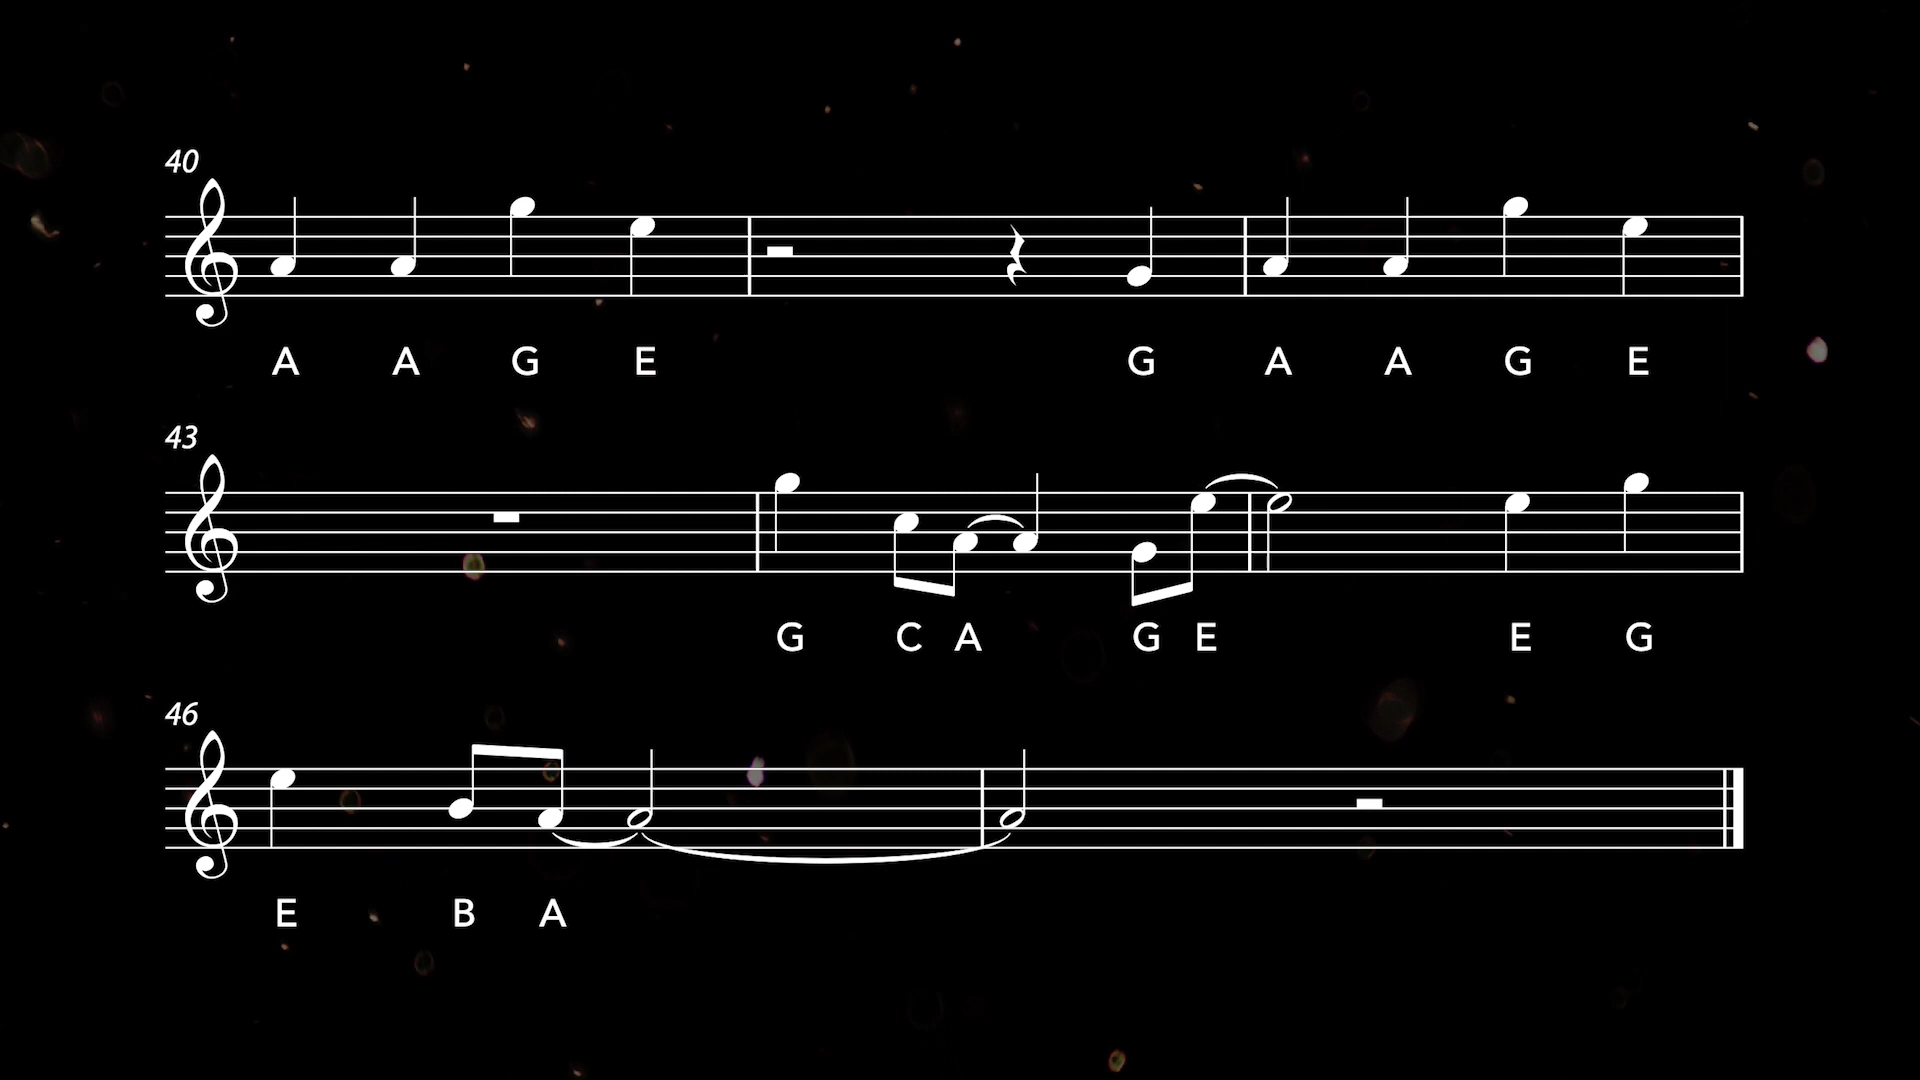 40
A A G E G A A G E
43
G C A G E E G
46
E B A